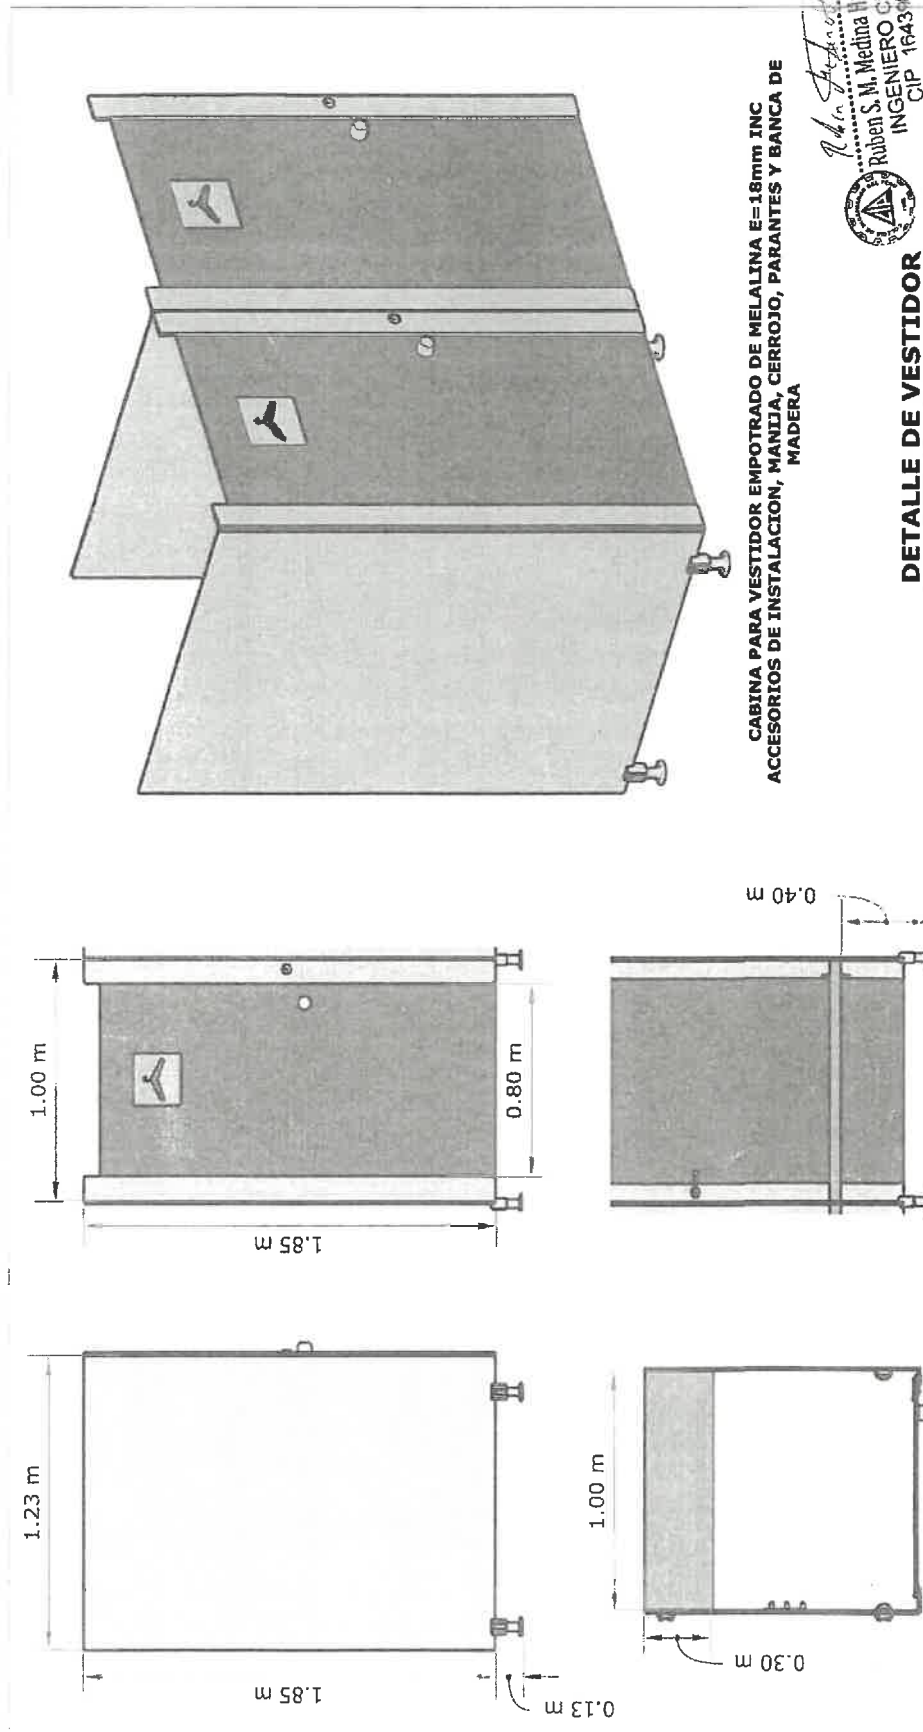 1.23 m
1.85 m
0.13 m
1.00 m
1.85 m
0.80 m
1.00 m
0.30 m
0.40 m
CABINA PARA VESTIDOR EMPOTRADO DE MELALINA E=18mm INC
ACCESORIOS DE INSTALACION, MANIJA, CERROJO, PARANTES Y BANCA DE
MADERA
DETALLE DE VESTIDOR
Ruben S. M. Medina H
INGENIERO C
CIP 1643